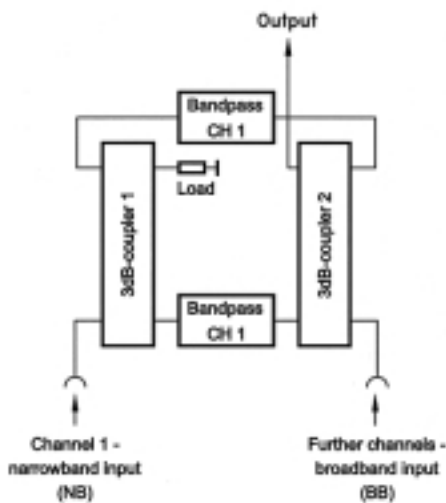 Output
Bandpass
CH 1
Load
3dB-coupler 1
3dB-coupler 2
Bandpass
CH 1
Channel 1 -
narrowband input
(NB)
Further channels -
broadband input
(BB)